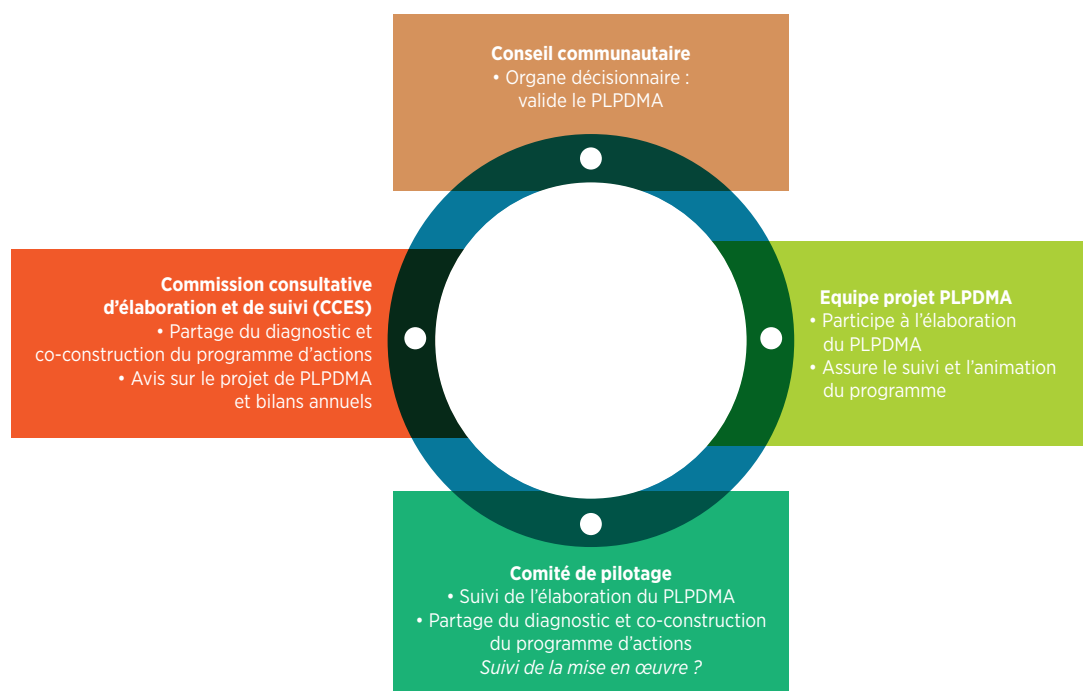 Conseil communautaire
• Organe décisionnaire :
valide le PLPDMA
Commission consultative
d’élaboration et de suivi (CCES)
• Partage du diagnostic et
co-construction du programme d’actions
• Avis sur le projet de PLPDMA
et bilans annuels
Equipe projet PLPDMA
• Participe à l’élaboration
du PLPDMA
• Assure le suivi et l’animation
du programme
Comité de pilotage
• Suivi de l’élaboration du PLPDMA
• Partage du diagnostic et co-construction
du programme d’actions
Suivi de la mise en œuvre ?